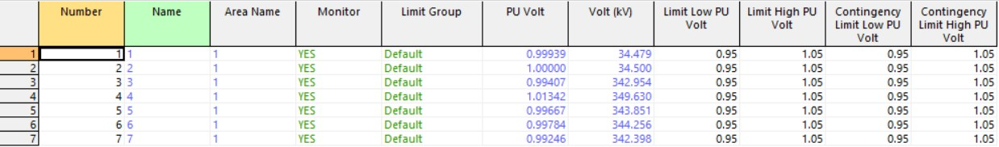 Number Name Area Name Monitor Limit Group PU Volt Volt (kV) Limit Low PU Volt Limit High PU Volt Contingency Limit Low PU Volt Contingency Limit High PU Volt
1 1 1 1 YES Default 0.99939 34.479 0.95 1.05 0.95 1.05
2 2 2 1 YES Default 1.00000 34.500 0.95 1.05 0.95 1.05
3 3 3 1 YES Default 0.99407 342.954 0.95 1.05 0.95 1.05
4 4 4 1 YES Default 1.01342 349.630 0.95 1.05 0.95 1.05
5 5 5 1 YES Default 0.99667 343.851 0.95 1.05 0.95 1.05
6 6 6 1 YES Default 0.99784 344.256 0.95 1.05 0.95 1.05
7 7 7 1 YES Default 0.99246 342.398 0.95 1.05 0.95 1.05